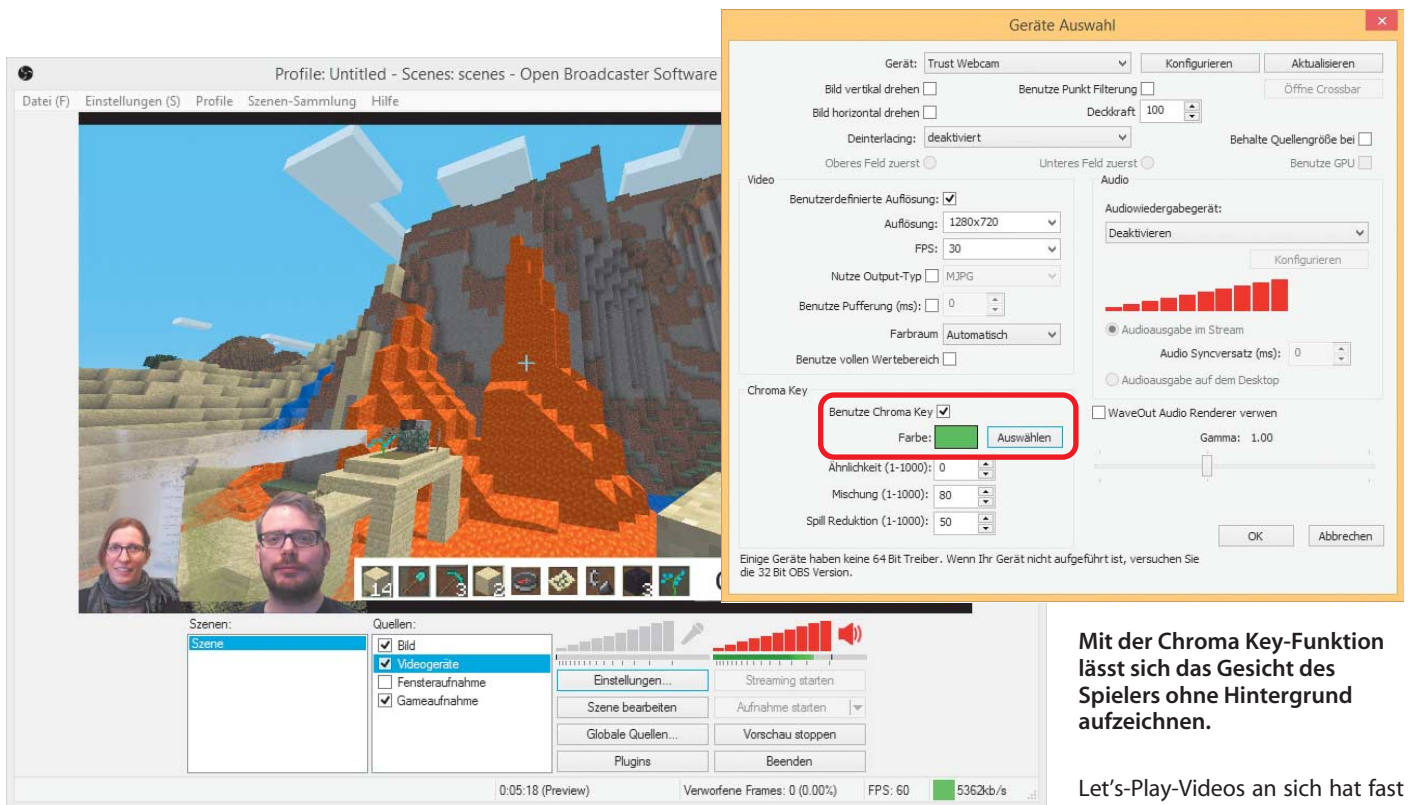 Geräte Auswahl
Gerät: Trust Webcam Konfigurieren Aktualisieren
Bild vertikal drehen Benutze Punkt Filterung Öffne Crossbar
Bild horizontal drehen Deckkraft 100
Deinterlacing: deaktiviert Behalte Quellengröße bei
Oberes Feld zuerst Unteres Feld zuerst Benutze GPU
Video
Benutzerdefinierte Auflösung:
Auflösung: 1280x720
FPS: 30
Nutze Output-Typ MJPG
Benutze Pufferung (ms): 0
Farbraum Automatisch
Benutze vollen Wertebereich
Audio
Audiowiedergabegerät:
Deaktivieren
Konfigurieren
Audioausgabe im Stream
Audio Syncversatz (ms): 0
Audioausgabe auf dem Desktop
Chroma Key
Benutze Chroma Key
Farbe: Auswählen
Ähnlichkeit (1-1000): 0
Mischung (1-1000): 80
Spill Reduktion (1-1000): 50
WaveOut Audio Renderer verwen
Gamma: 1.00
OK Abbrechen
Einige Geräte haben keine 64 Bit Treiber. Wenn Ihr Gerät nicht aufgeführt ist, versuchen Sie
die 32 Bit OBS Version.
Profile: Untitled - Scenes: scenes - Open Broadcaster Software
Datei (F) Einstellungen (S) Profile Szenen-Sammlung Hilfe
14 3 2 3
Szenen:
Szene
Quellen:
Bild
Videogeräte
Fensteraufnahme
Gameaufnahme
Einstellungen... Streaming starten
Szene bearbeiten Aufnahme starten
Globale Quellen... Vorschau stoppen
Plugins Beenden
0:05:18 (Preview) Verworfene Frames: 0 (0.00%) FPS: 60 5362kb/s
Mit der Chroma Key-Funktion
lässt sich das Gesicht des
Spielers ohne Hintergrund
aufzeichnen.
Let's-Play-Videos an sich hat fast